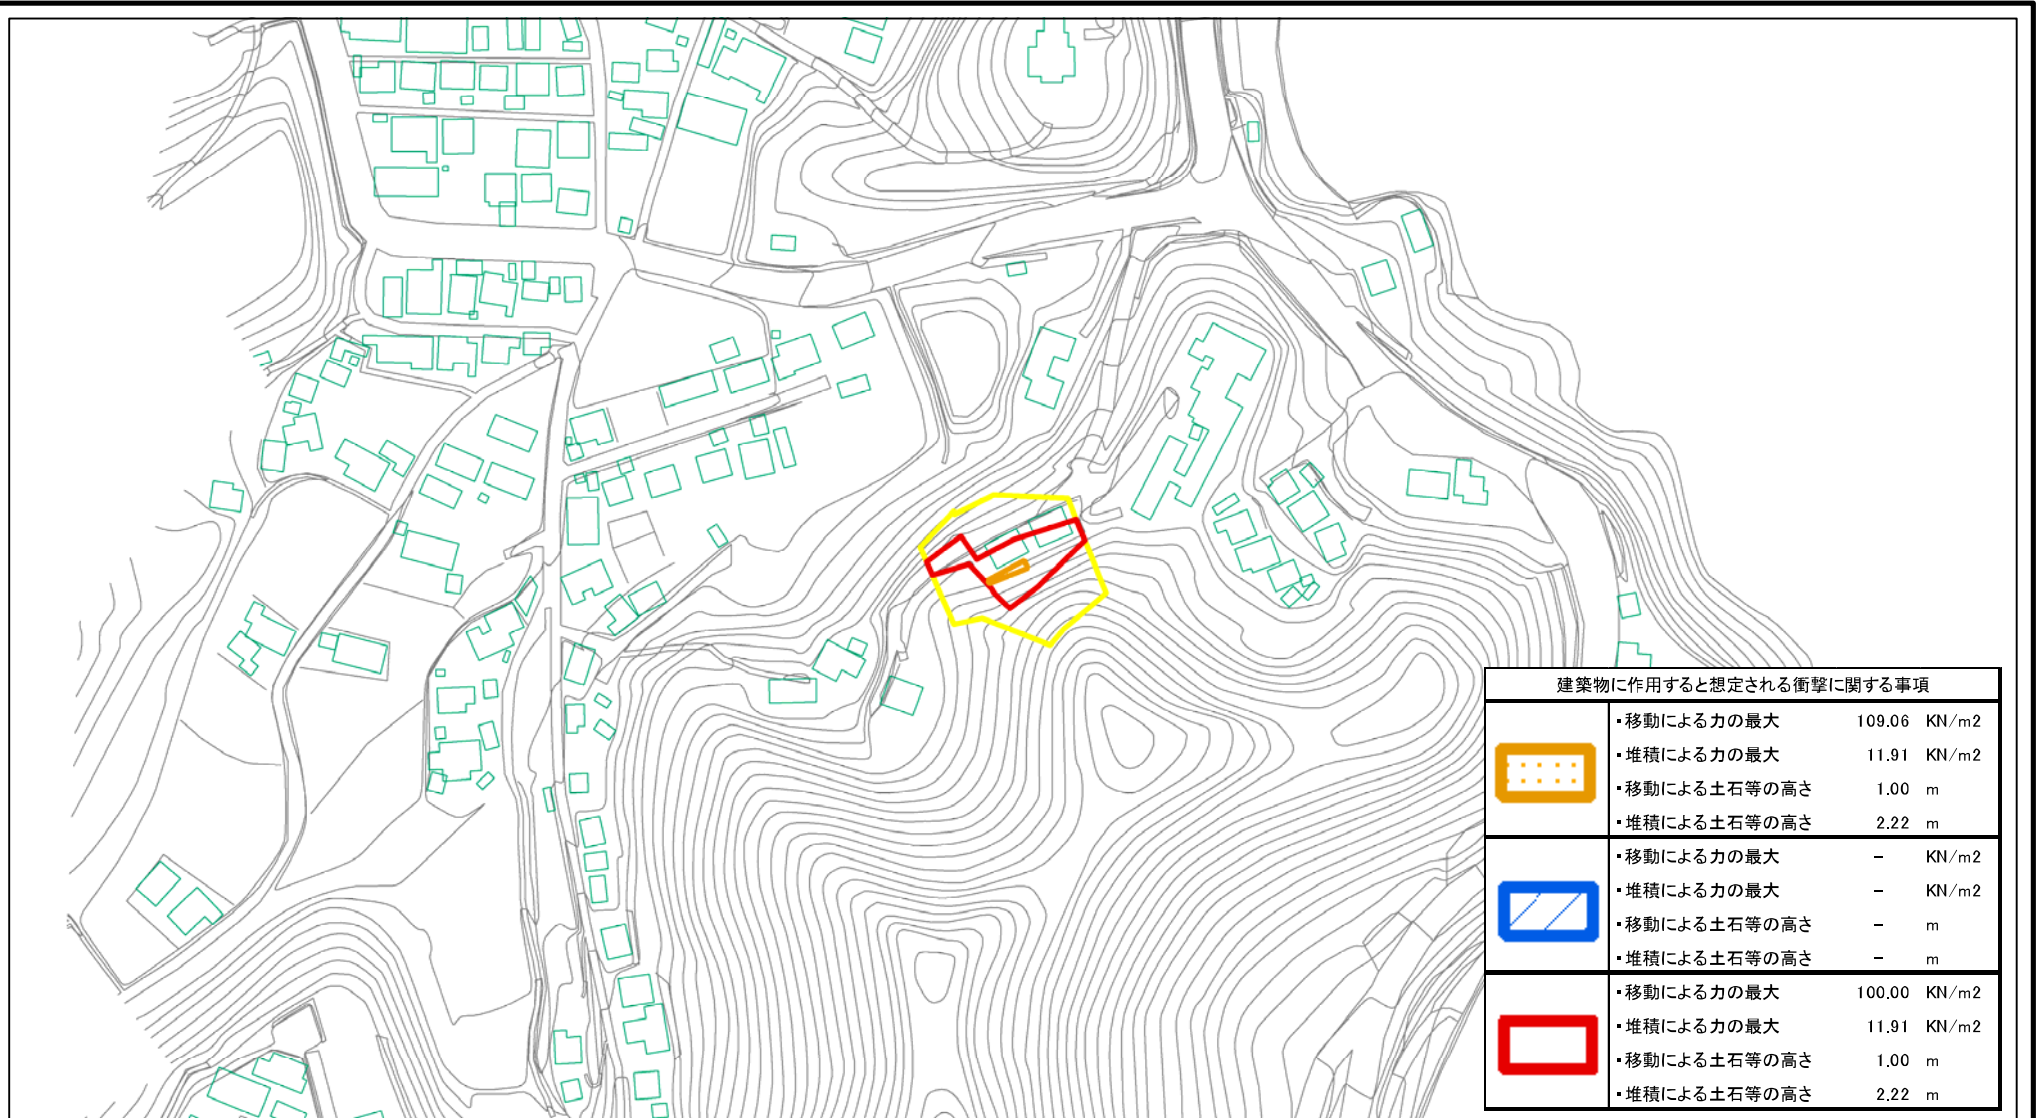 建築物に作用すると想定される衝撃に関する事項
・移動による力の最大 109.06 KN/m2
・堆積による力の最大 11.91 KN/m2
・移動による土石等の高さ 1.00 m
・堆積による土石等の高さ 2.22 m
・移動による力の最大 － KN/m2
・堆積による力の最大 － KN/m2
・移動による土石等の高さ － m
・堆積による土石等の高さ － m
・移動による力の最大 100.00 KN/m2
・堆積による力の最大 11.91 KN/m2
・移動による土石等の高さ 1.00 m
・堆積による土石等の高さ 2.22 m